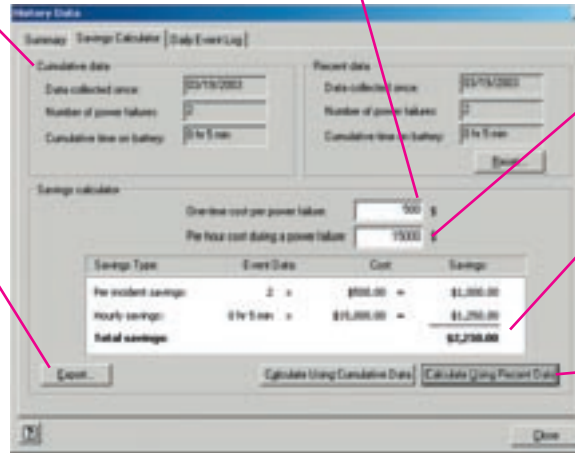 History Data
Summary Savings Calculator Daily Event Log
Cumulative data
Data collected since: 03/19/2003
Number of power failures: 2
Cumulative time on battery: 0 hr 5 min
Recent data
Data collected since: 03/19/2003
Number of power failures: 2
Cumulative time on battery: 0 hr 5 min
Reset...
Savings calculator
One-time cost per power failure: 500 $
Per hour cost during a power failure: 15000 $
Savings Type: Event Data: Cost: Savings:
Per incident savings: 2 x $500.00 = $1,000.00
Hourly savings: 0 hr 5 min x $15,000.00 = $1,250.00
Total savings: $2,250.00
Export... Calculate Using Cumulative Data Calculate Using Recent Data
? Close